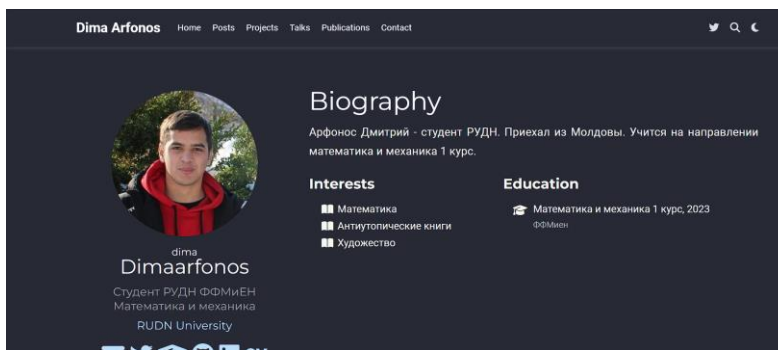 Dima Arfonos Home Posts Projects Talks Publications Contact
Biography
Арфонос Дмитрий - студент РУДН. Приехал из Молдовы. Учится на направлении
математика и механика 1 курс.
Interests
Математика
Антиутопические книги
Художество
Education
Математика и механика 1 курс, 2023
ФФМиен
dima
Dimaarfonos
Студент РУДН ФФМиЕН
Математика и механика
RUDN University